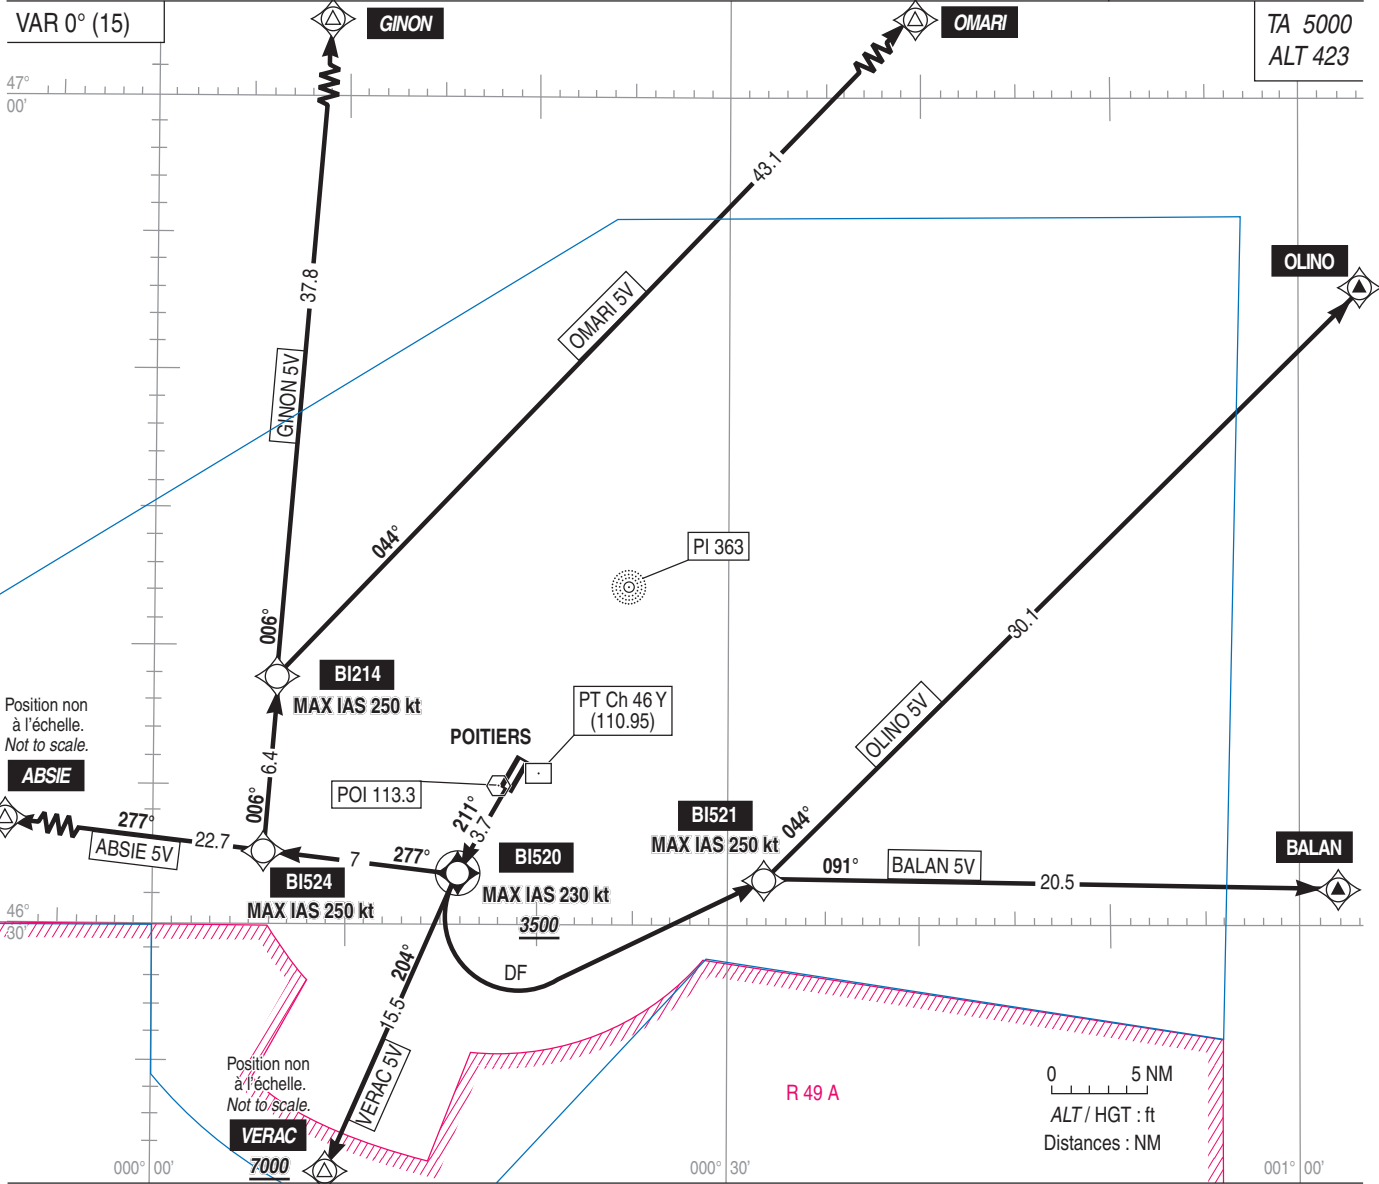 VAR 0° (15)
GINON
OMARI
TA 5000
ALT 423
47°
00'
43.1
OLINO
37.8
OMARI 5V
GINON 5V
044°
PI 363
006°
30.1
BI214
MAX IAS 250 kt
Position non
à l'échelle.
Not to scale.
ABSIE
PT Ch 46 Y
(110.95)
POITIERS
OLINO 5V
6.4
POI 113.3
006°
211°
3.7
BI521
MAX IAS 250 kt
044°
277°
ABSIE 5V
22.7
7
277°
BI520
MAX IAS 230 kt
3500
BI524
MAX IAS 250 kt
091°
BALAN 5V
20.5
BALAN
46°
30'
204°
DF
15.5
VERAC 5V
Position non
à l'échelle.
Not to scale.
VERAC
7000
R 49 A
0 5 NM
ALT / HGT : ft
Distances : NM
000° 00'
000° 30'
001° 00'